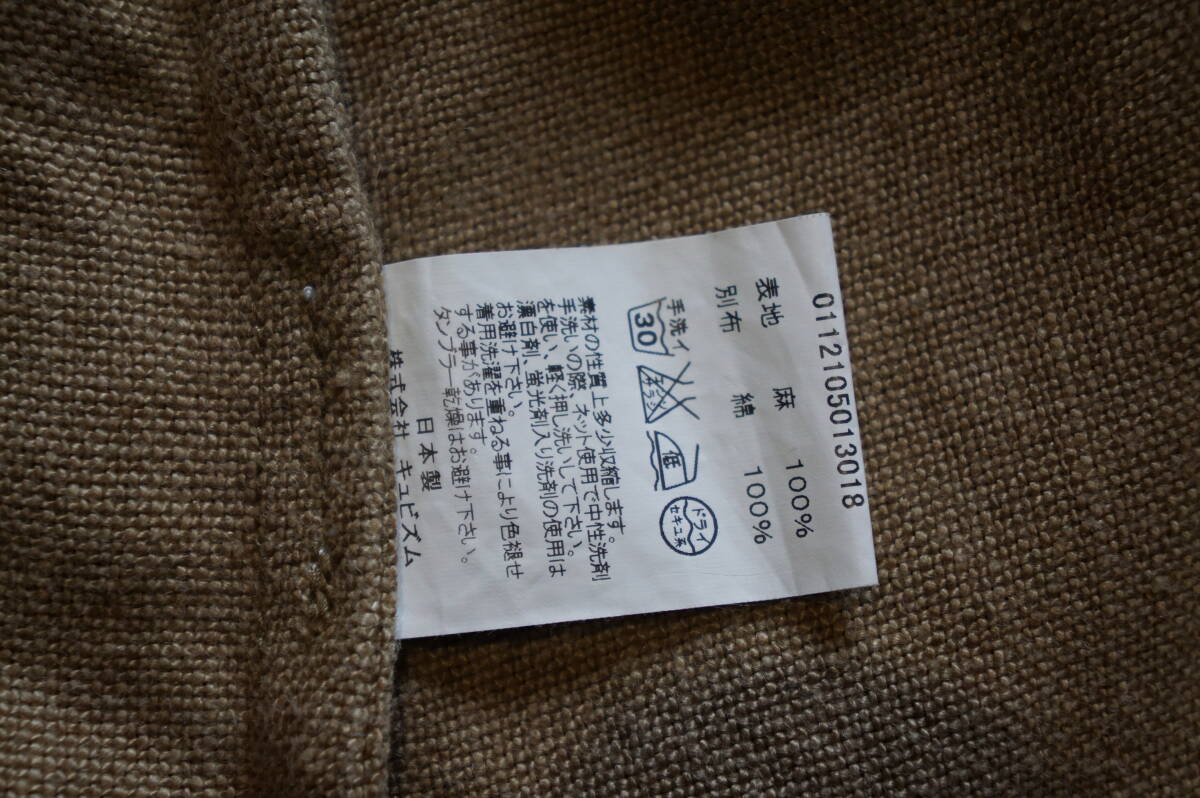 0112105013018
表地 麻 100%
別布 綿 100%
手洗イ
30
エンソサラシ
低
ドライ
セキユ系
素材の性質上多少収縮します。
手洗いの際、ネット使用で中性洗剤
を使い、軽く押し洗いして下さい。
漂白剤、蛍光剤入り洗剤の使用は
お避け下さい。
着用洗濯を重ねる事により色褪せ
する事があります。
タンブラー乾燥はお避け下さい。
日本製
株式会社 キュビズム